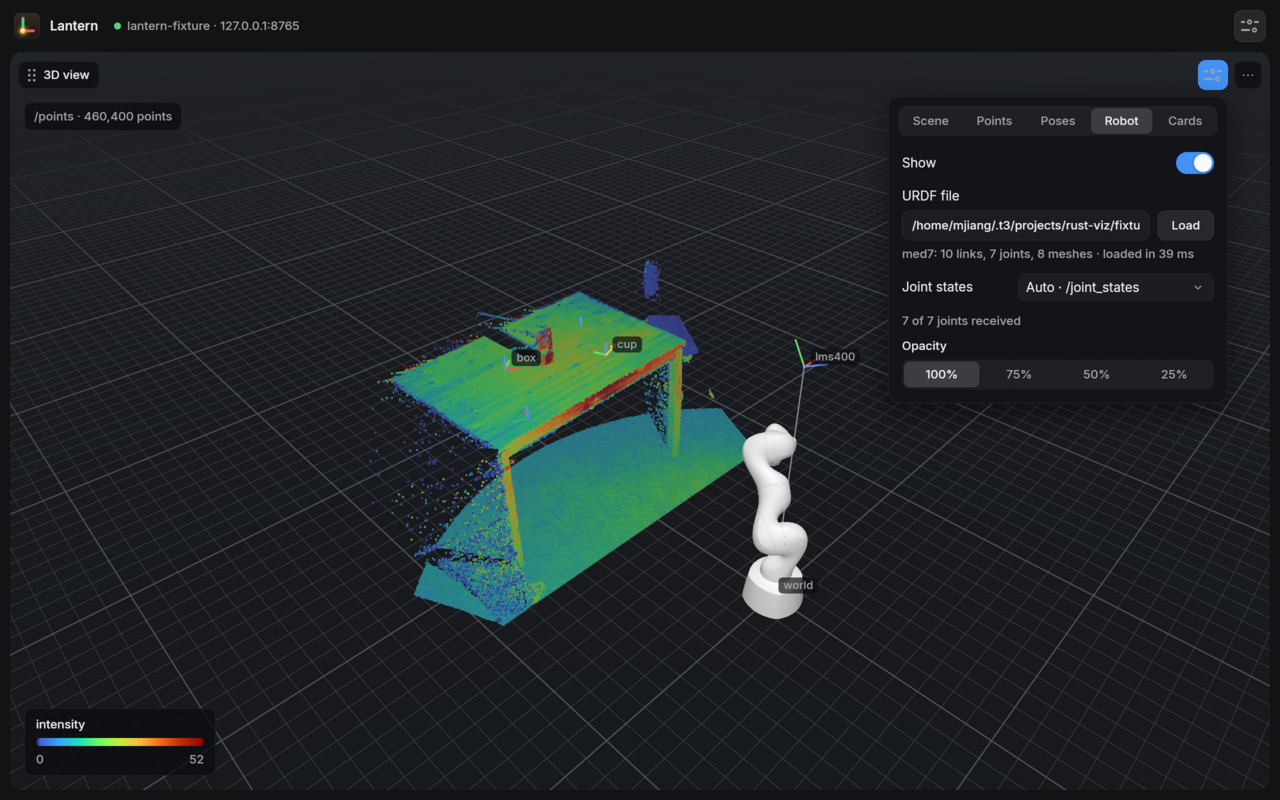 Lantern
lantern-fixture · 127.0.0.1:8765
3D view
/points · 460,400 points
Scene
Points
Poses
Robot
Cards
Show
URDF file
/home/mjiang/.t3/projects/rust-viz/fixtu
Load
med7: 10 links, 7 joints, 8 meshes · loaded in 39 ms
Joint states
Auto · /joint_states
7 of 7 joints received
Opacity
100%
75%
50%
25%
box
cup
lms400
world
intensity
0
52